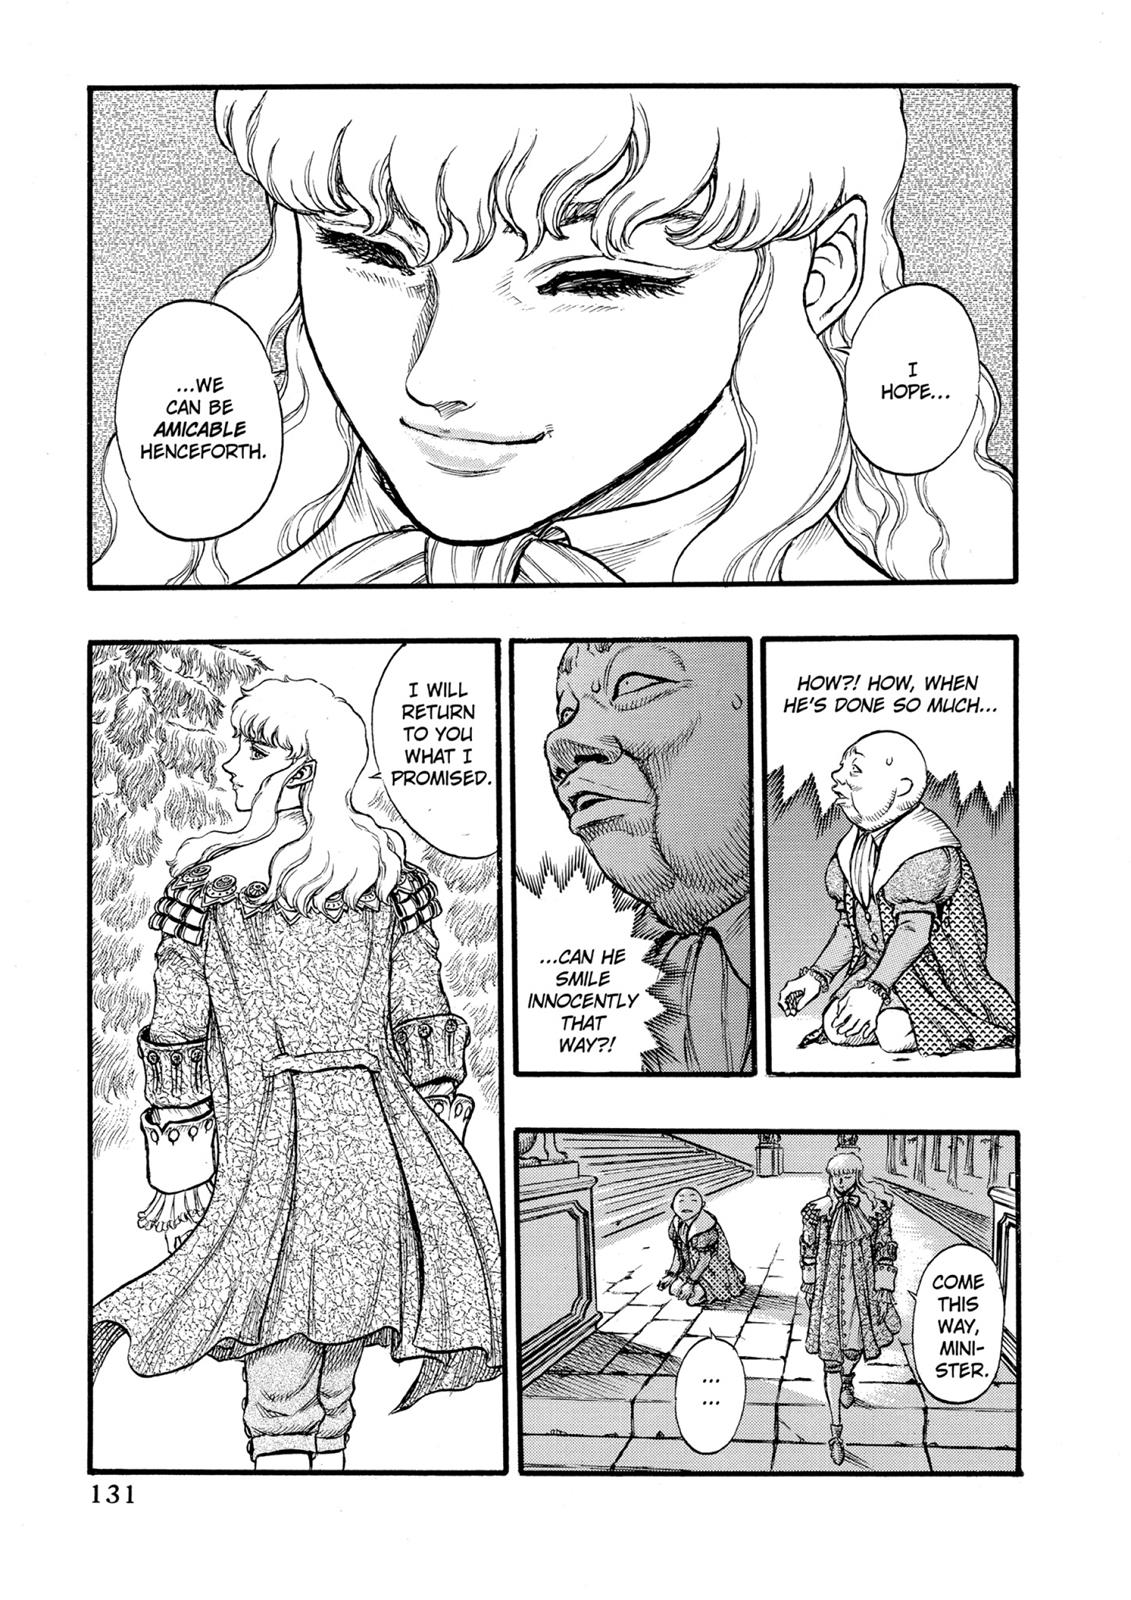 I
HOPE...
...WE
CAN BE
AMICABLE
HENCEFORTH.
HOW?! HOW, WHEN
HE'S DONE SO MUCH...
...CAN HE
SMILE
INNOCENTLY
THAT
WAY?!
I WILL
RETURN
TO YOU
WHAT I
PROMISED.
COME
THIS
WAY,
MINI-
STER.
...
...
131